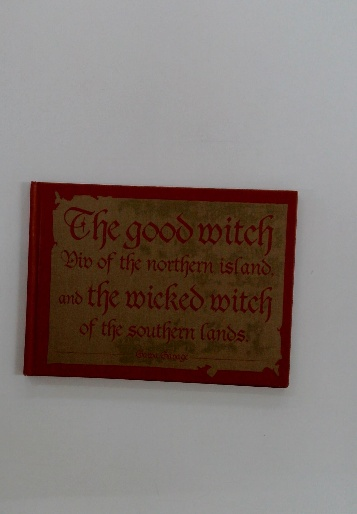 The good witch
Viv of the northern island.
and the wicked witch
of the southern lands.